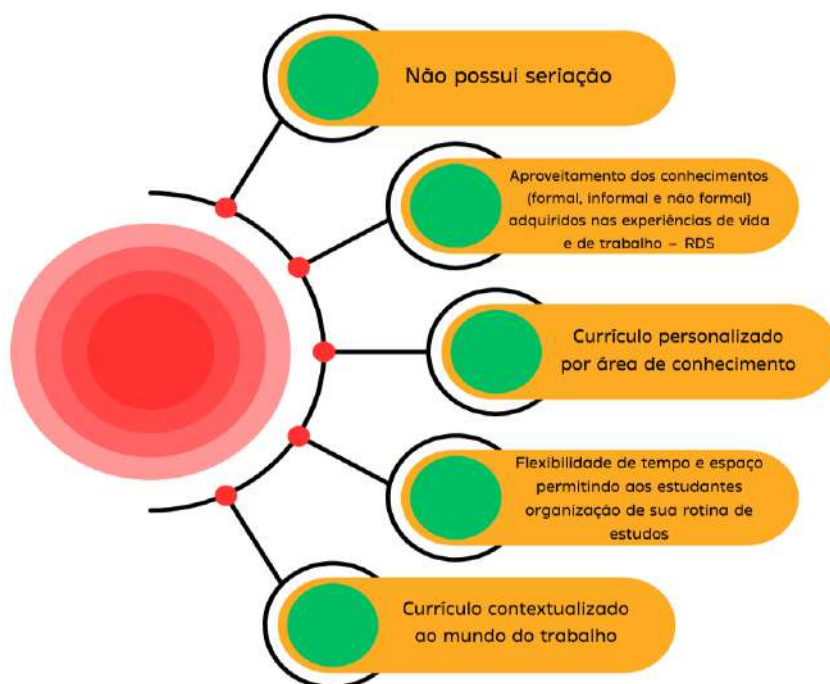 Não possui seriação
Aproveitamento dos conhecimentos
(formal, informal e não formal)
adquiridos nas experiências de vida
e de trabalho – RDS
Currículo personalizado
por área de conhecimento
Flexibilidade de tempo e espaço
permitindo aos estudantes
organização de sua rotina de
estudos
Currículo contextualizado
ao mundo do trabalho